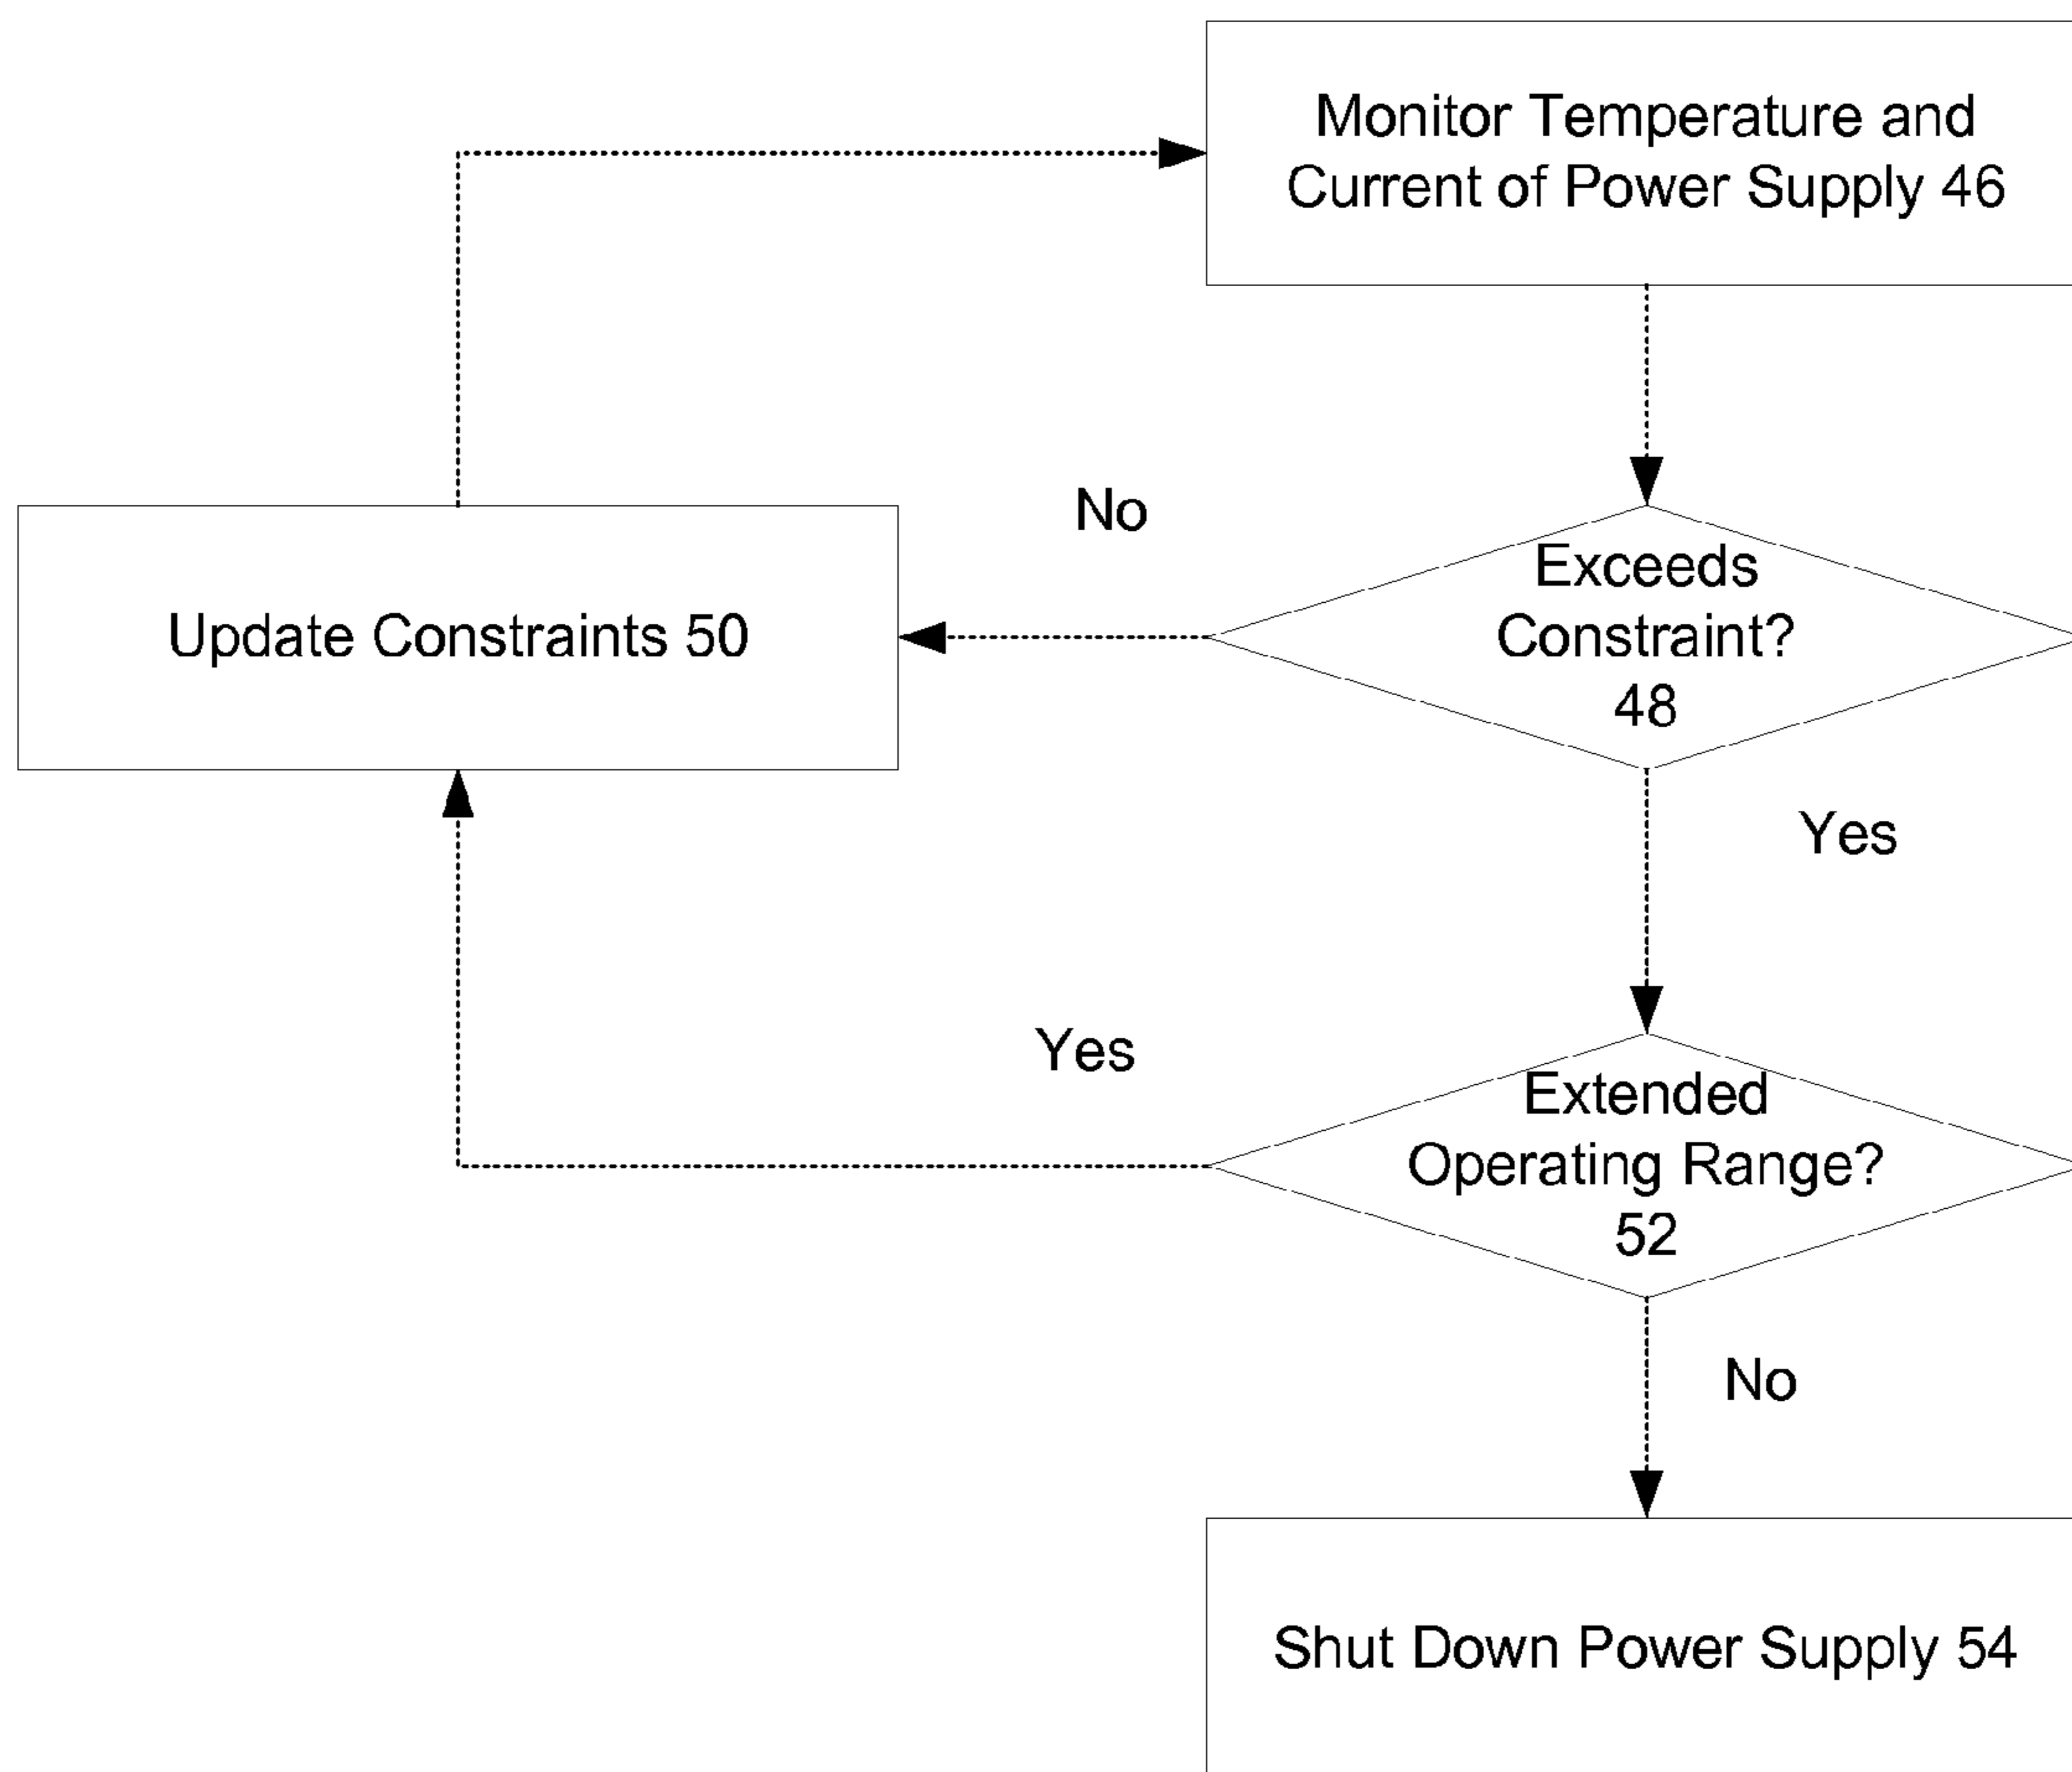 Monitor Temperature and
Current of Power Supply 46
No
Exceeds
Constraint?
48
Update Constraints 50
Yes
Yes
Extended
Operating Range?
52
No
Shut Down Power Supply 54